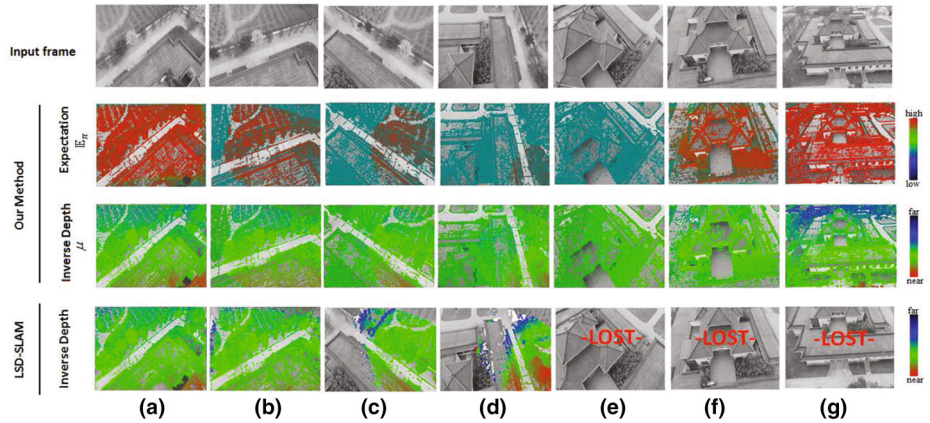 Input frame
Our Method
Expectation
𝔼π
high
low
Inverse Depth
μ
far
near
LSD-SLAM
Inverse Depth
-LOST-
-LOST-
-LOST-
far
near
(a) (b) (c) (d) (e) (f) (g)